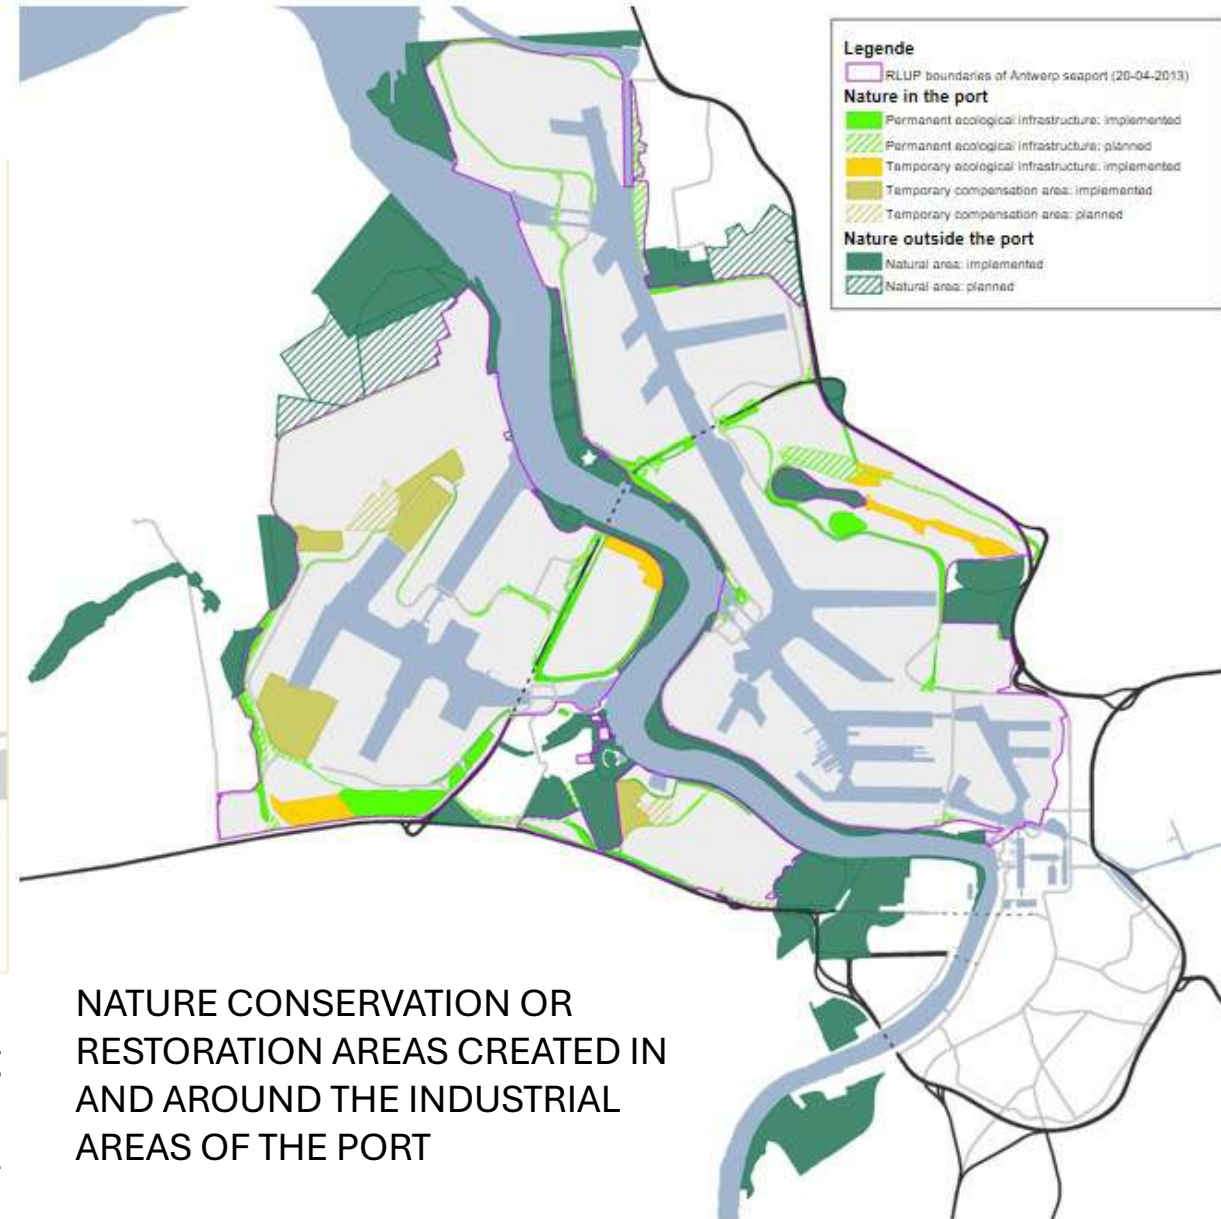 Legende
RLUP boundaries of Antwerp seaport (20-04-2013)
Nature in the port
Permanent ecological infrastructure: implemented
Permanent ecological infrastructure: planned
Temporary ecological infrastructure: implemented
Temporary compensation area: implemented
Temporary compensation area: planned
Nature outside the port
Natural area: implemented
Natural area: planned
NATURE CONSERVATION OR
RESTORATION AREAS CREATED IN
AND AROUND THE INDUSTRIAL
AREAS OF THE PORT